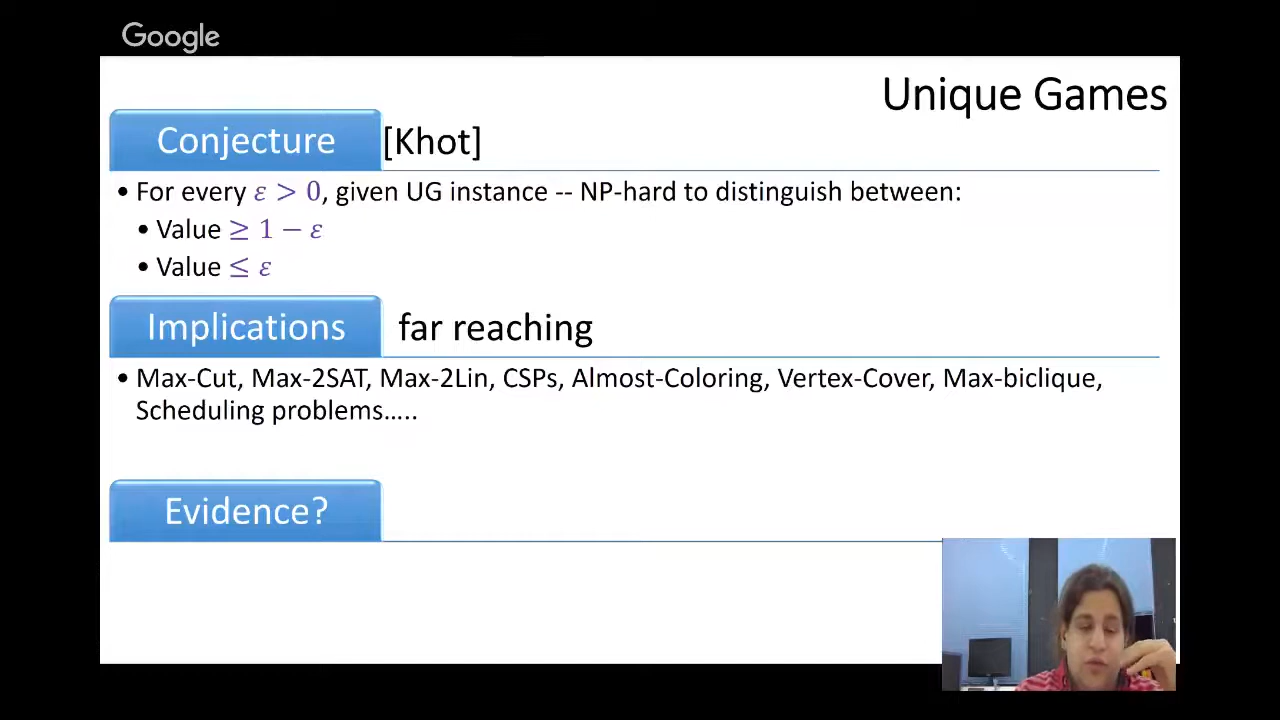 Google
Unique Games
Conjecture [Khot]
• For every ε > 0, given UG instance -- NP-hard to distinguish between:
• Value ≥ 1 − ε
• Value ≤ ε
Implications far reaching
• Max-Cut, Max-2SAT, Max-2Lin, CSPs, Almost-Coloring, Vertex-Cover, Max-biclique,
Scheduling problems…..
Evidence?